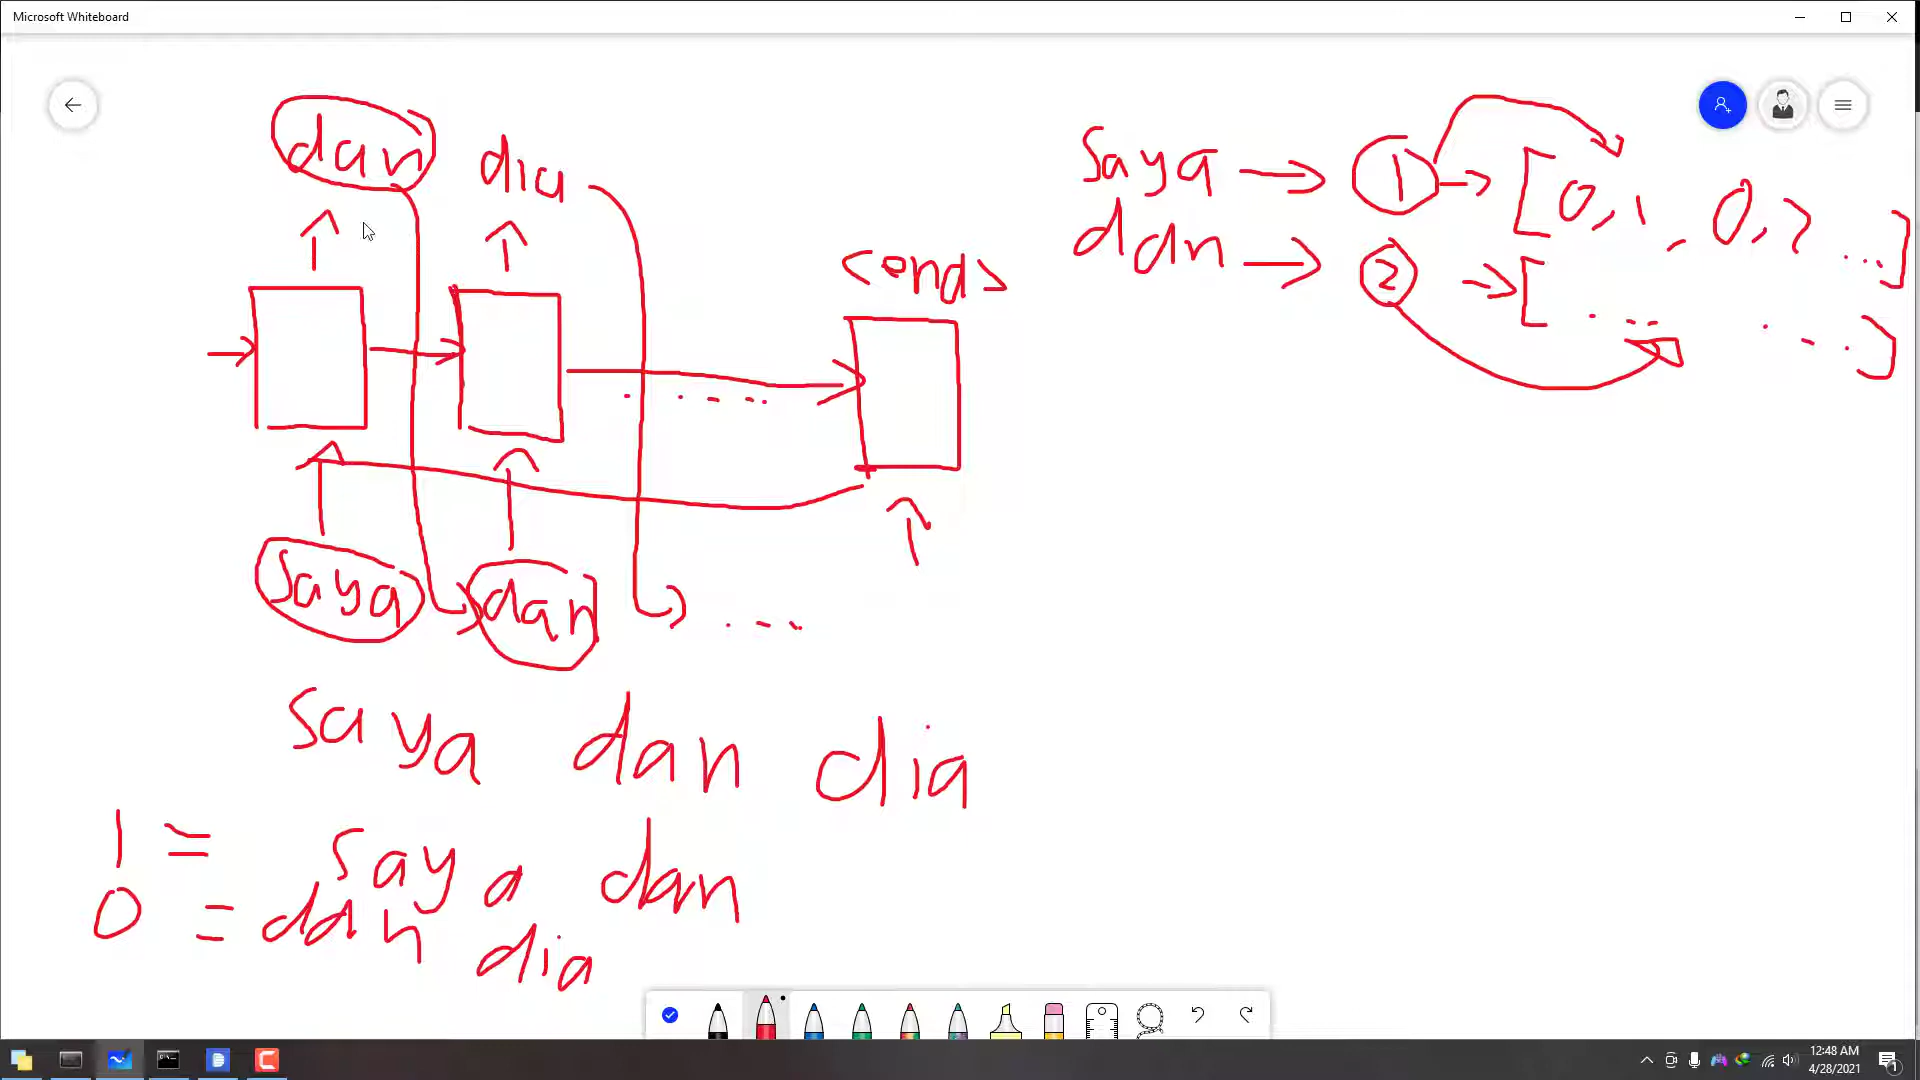 Microsoft Whiteboard
dan dia
<end>
saya dan ...
saya dan dia
1 = saya dan
0 = dan dia
saya → 1 → [0,1, 0,2 ...]
dan → 2 → [ ... ...]
12:48 AM
4/28/2021
1